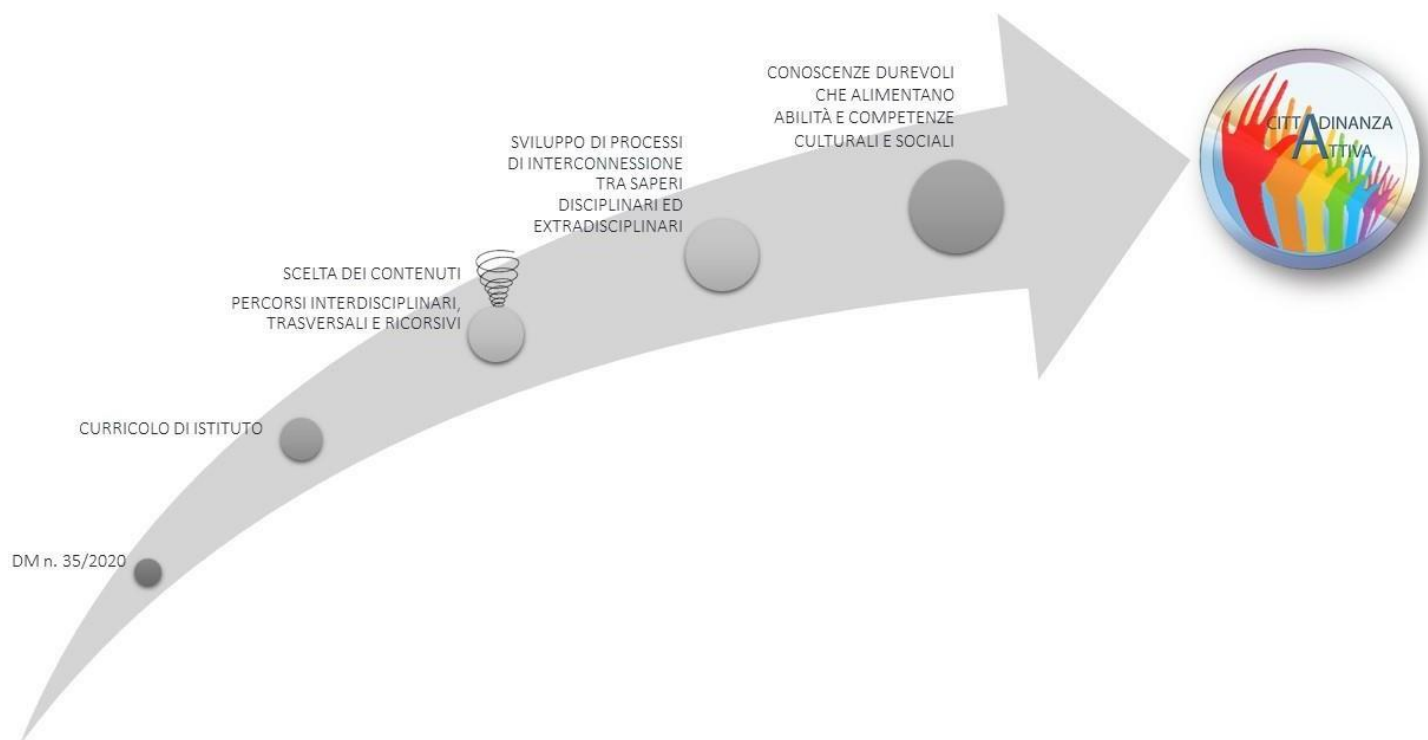 CONOSCENZE DUREVOLI
CHE ALIMENTANO
ABILITÀ E COMPETENZE
CULTURALI E SOCIALI
CITTADINANZA
ATTIVA
SVILUPPO DI PROCESSI
DI INTERCONNESSIONE
TRA SAPERI
DISCIPLINARI ED
EXTRADISCIPLINARI
SCELTA DEI CONTENUTI
PERCORSI INTERDISCIPLINARI,
TRASVERSALI E RICORSIVI
CURRICOLO DI ISTITUTO
DM n. 35/2020